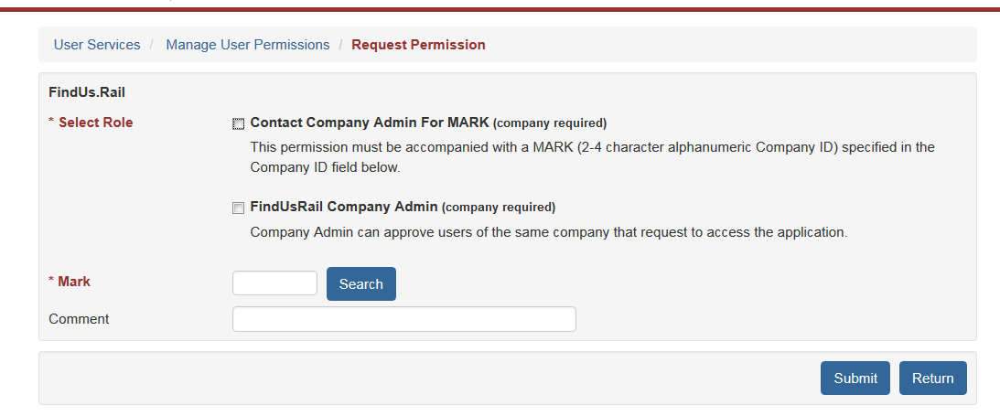 User Services / Manage User Permissions / Request Permission
FindUs.Rail
* Select Role
Contact Company Admin For MARK (company required)
This permission must be accompanied with a MARK (2-4 character alphanumeric Company ID) specified in the
Company ID field below.
FindUsRail Company Admin (company required)
Company Admin can approve users of the same company that request to access the application.
* Mark
Search
Comment
Submit
Return